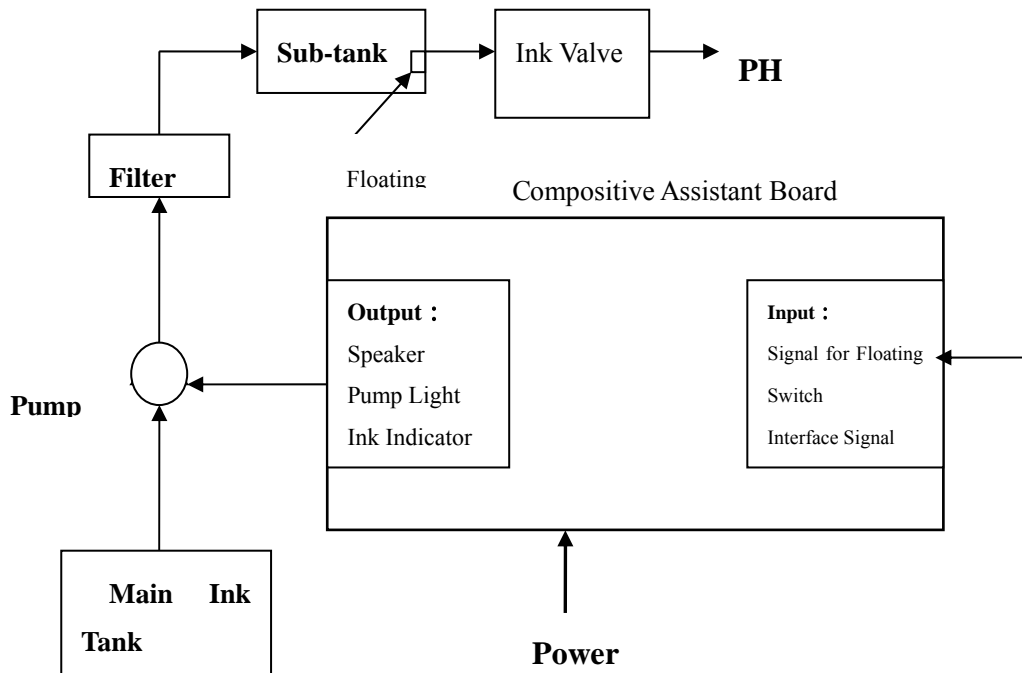 Sub-tank
Ink Valve
PH
Filter
Floating
Compositive Assistant Board
Output：
Speaker
Pump Light
Ink Indicator
Input：
Signal for Floating
Switch
Interface Signal
Pump
Main Ink
Tank
Power